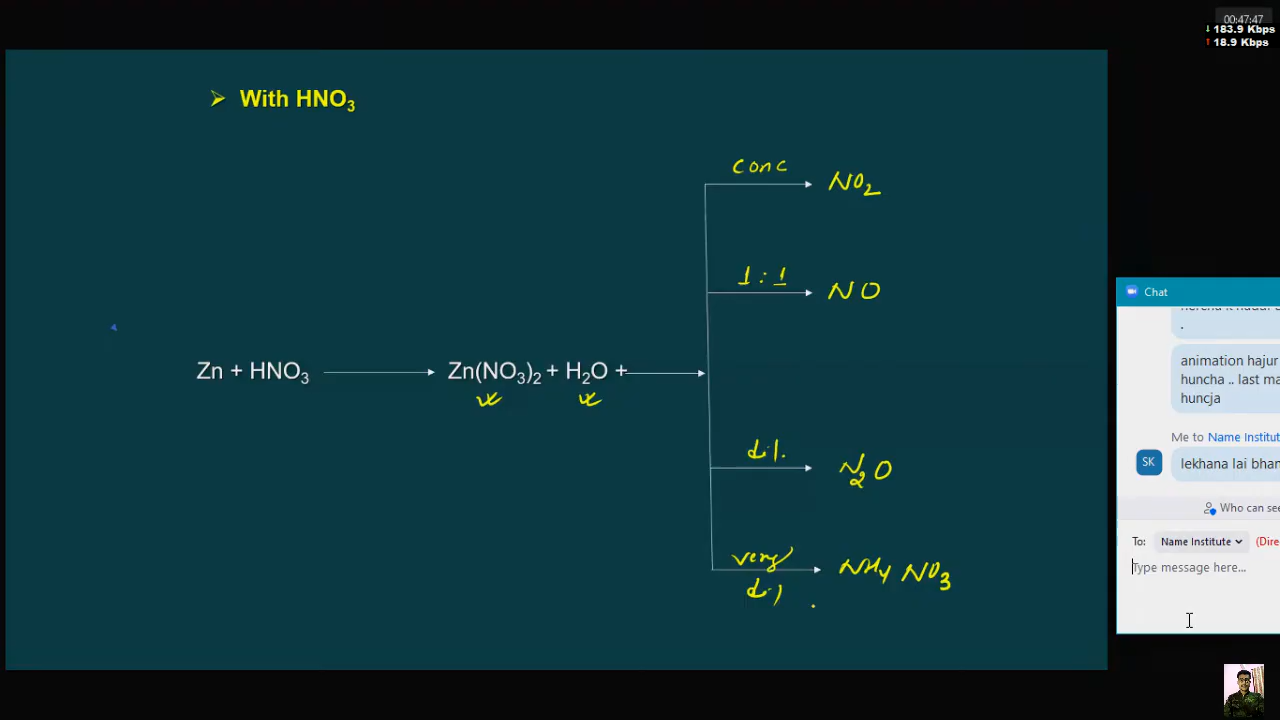 00:47:47
↓ 183.9 Kbps
↑ 18.9 Kbps
➢ With HNO₃
conc
NO₂
1 : 1
NO
Zn + HNO₃ → Zn(NO₃)₂ + H₂O + →
dil.
N₂O
very
dil
NH₄ NO₃
Chat
.
animation hajur
huncha .. last ma
huncja
Me to Name Institut
SK
lekhana lai bhan
Who can see
To: Name Institute (Dire
Type message here...